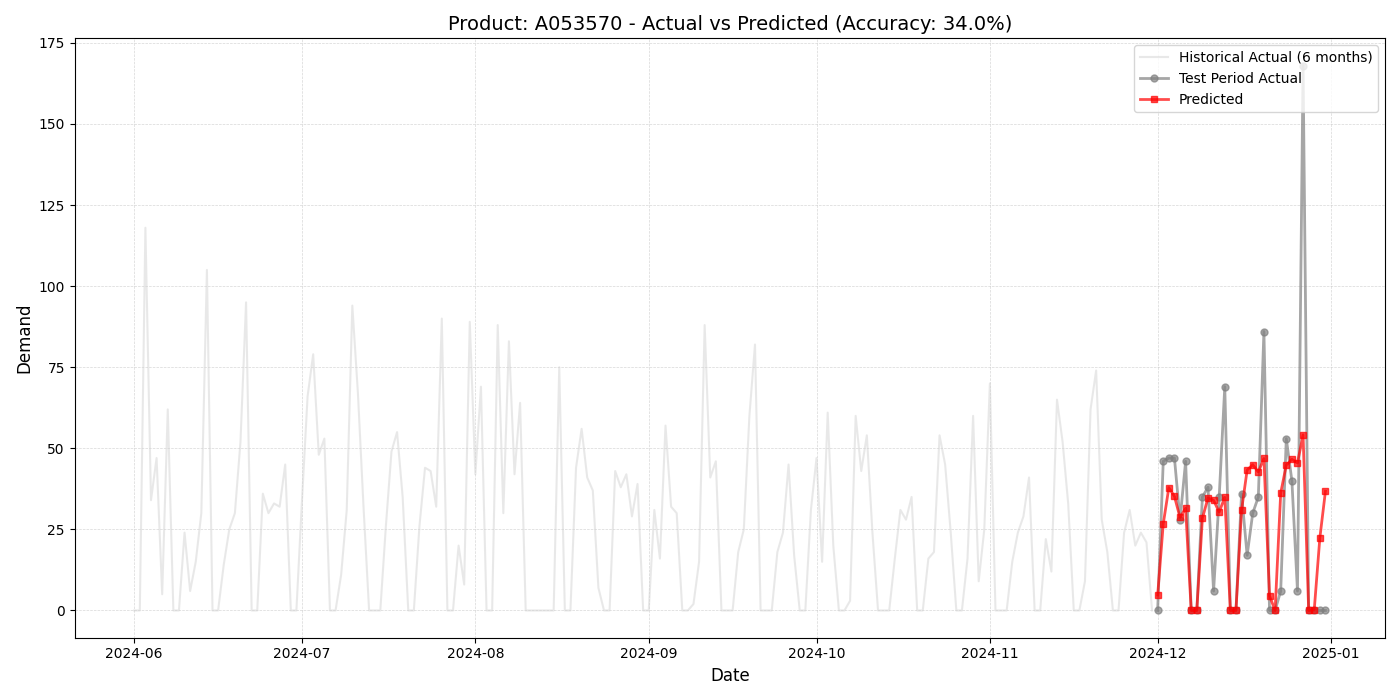 Product: A053570 - Actual vs Predicted (Accuracy: 34.0%)
Historical Actual (6 months)
Test Period Actual
Predicted
175
150
125
100
75
50
25
0
Demand
2024-06
2024-07
2024-08
2024-09
2024-10
2024-11
2024-12
2025-01
Date